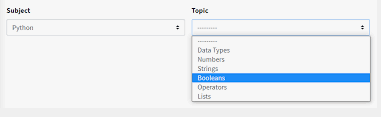 Subject
Topic
Python
---------
---------
Data Types
Numbers
Strings
Booleans
Operators
Lists